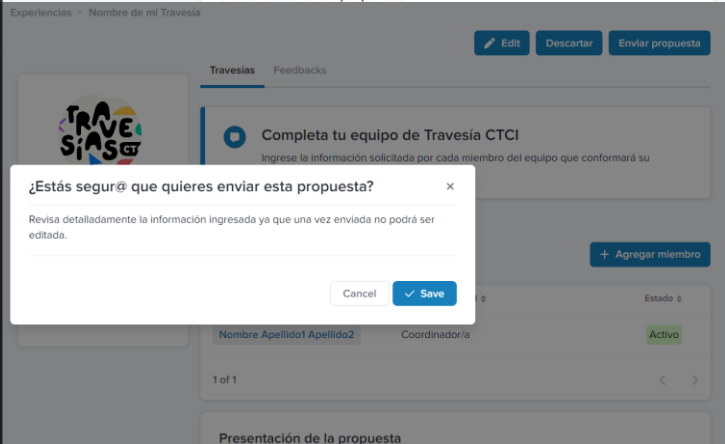 Experiencias Nombre de mi Travesía
Edit
Descartar
Enviar propuesta
Travesías
Feedbacks
TRAVE
SÍAS CT
Completa tu equipo de Travesía CTCI
Ingrese la información solicitada por cada miembro del equipo que conformará su
¿Estás segur@ que quieres enviar esta propuesta? ×
Revisa detalladamente la información ingresada ya que una vez enviada no podrá ser
editada.
Cancel
Save
+ Agregar miembro
Estado
Nombre Apellido1 Apellido2
Coordinador/a
Activo
1 of 1
Presentación de la propuesta